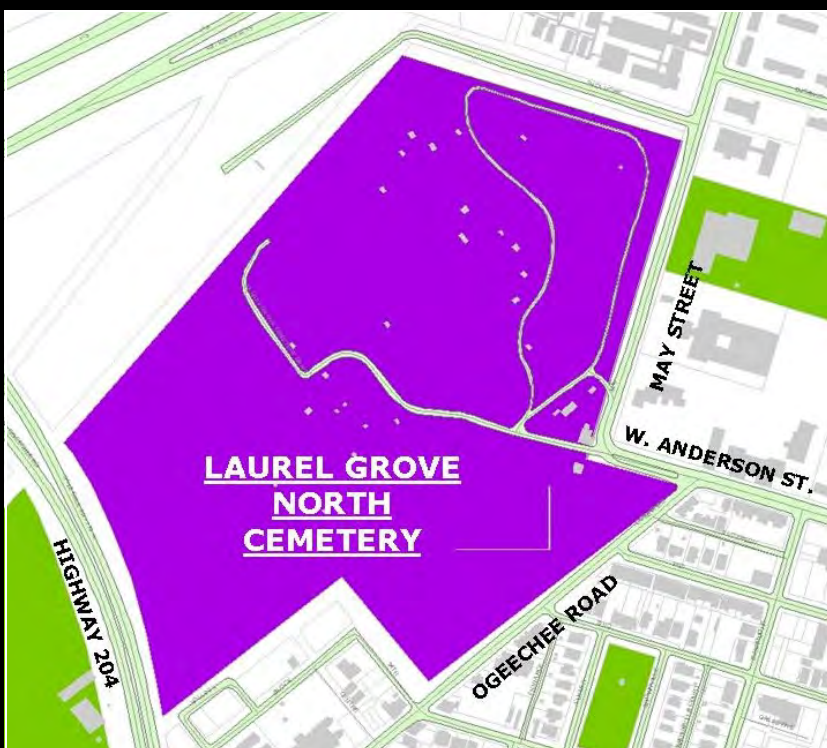 MAY STREET
W. ANDERSON ST.
LAUREL GROVE
NORTH
CEMETERY
HIGHWAY 204
OGEECHEE ROAD